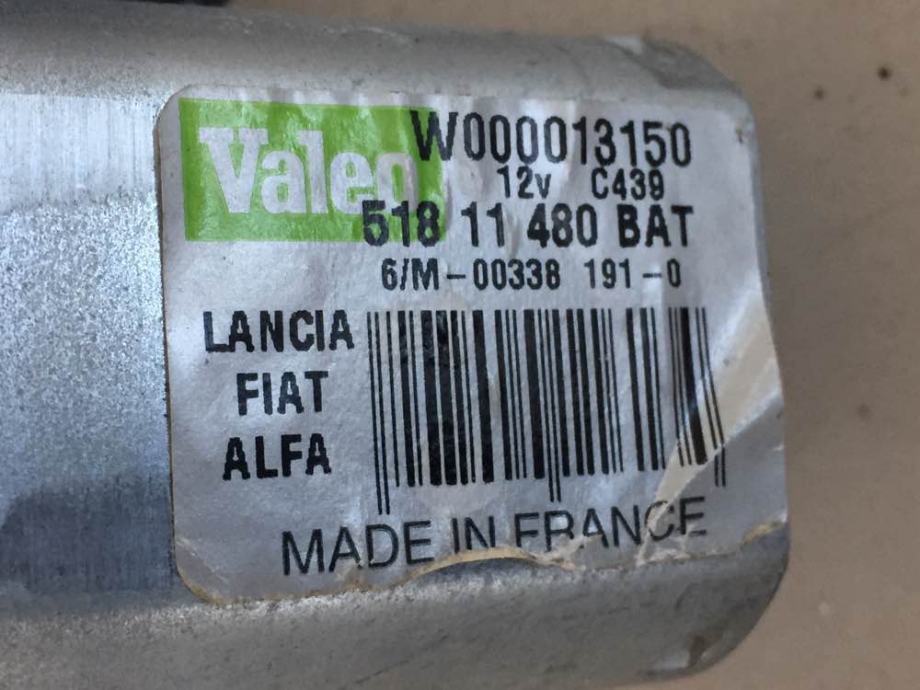 Valeo W000013150
12v C439
518 11 480 BAT
6/M-00338 191-0
LANCIA
FIAT
ALFA
MADE IN FRANCE